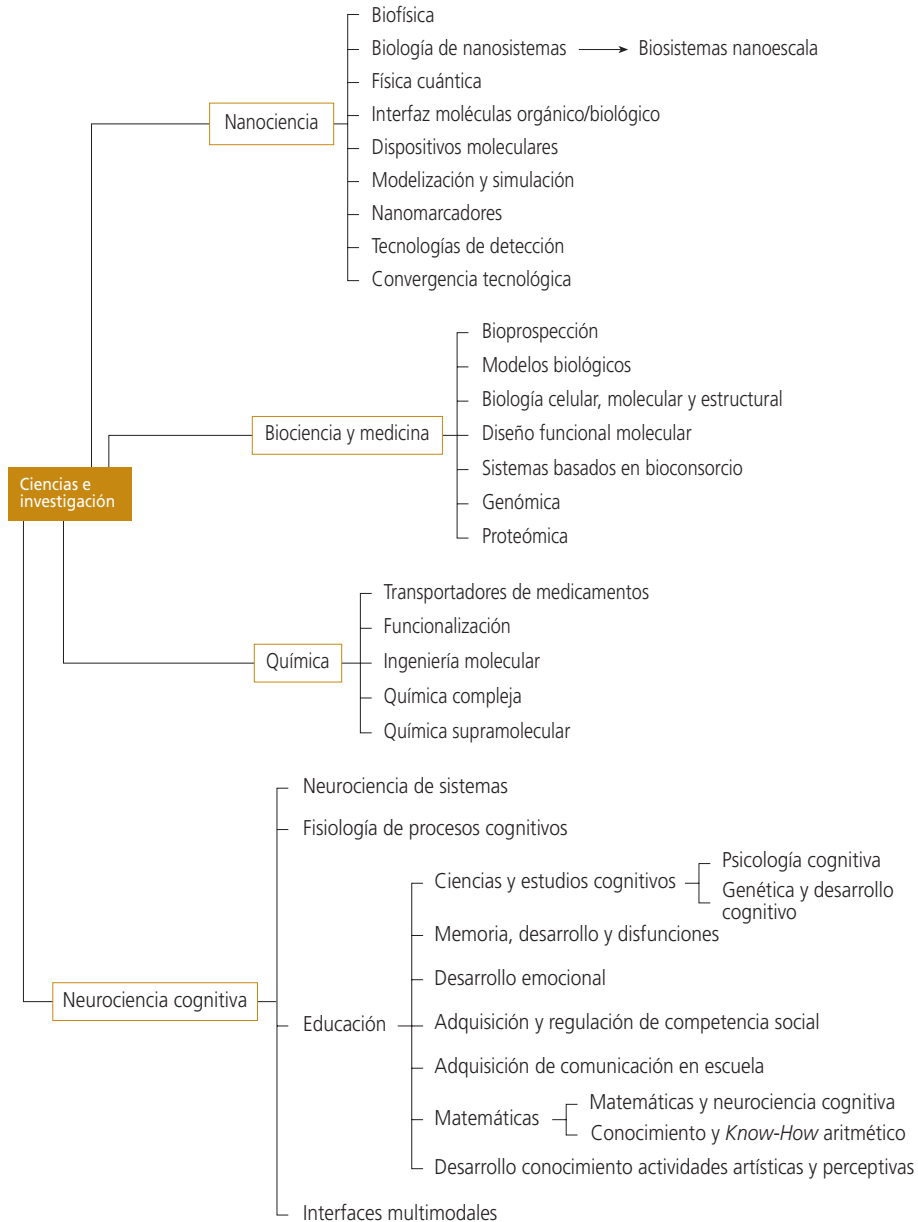 Biofísica
Biología de nanosistemas
Biosistemas nanoescala
Física cuántica
Nanociencia
Interfaz moléculas orgánico/biológico
Dispositivos moleculares
Modelización y simulación
Nanomarcadores
Tecnologías de detección
Convergencia tecnológica
Bioprospección
Modelos biológicos
Biología celular, molecular y estructural
Biociencia y medicina
Diseño funcional molecular
Sistemas basados en bioconsorcio
Genómica
Proteómica
Ciencias e
investigación
Transportadores de medicamentos
Funcionalización
Química
Ingeniería molecular
Química compleja
Química supramolecular
Neurociencia de sistemas
Fisiología de procesos cognitivos
Ciencias y estudios cognitivos
Psicología cognitiva
Genética y desarrollo
cognitivo
Memoria, desarrollo y disfunciones
Desarrollo emocional
Neurociencia cognitiva
Educación
Adquisición y regulación de competencia social
Adquisición de comunicación en escuela
Matemáticas
Matemáticas y neurociencia cognitiva
Conocimiento y Know-How aritmético
Desarrollo conocimiento actividades artísticas y perceptivas
Interfaces multimodales